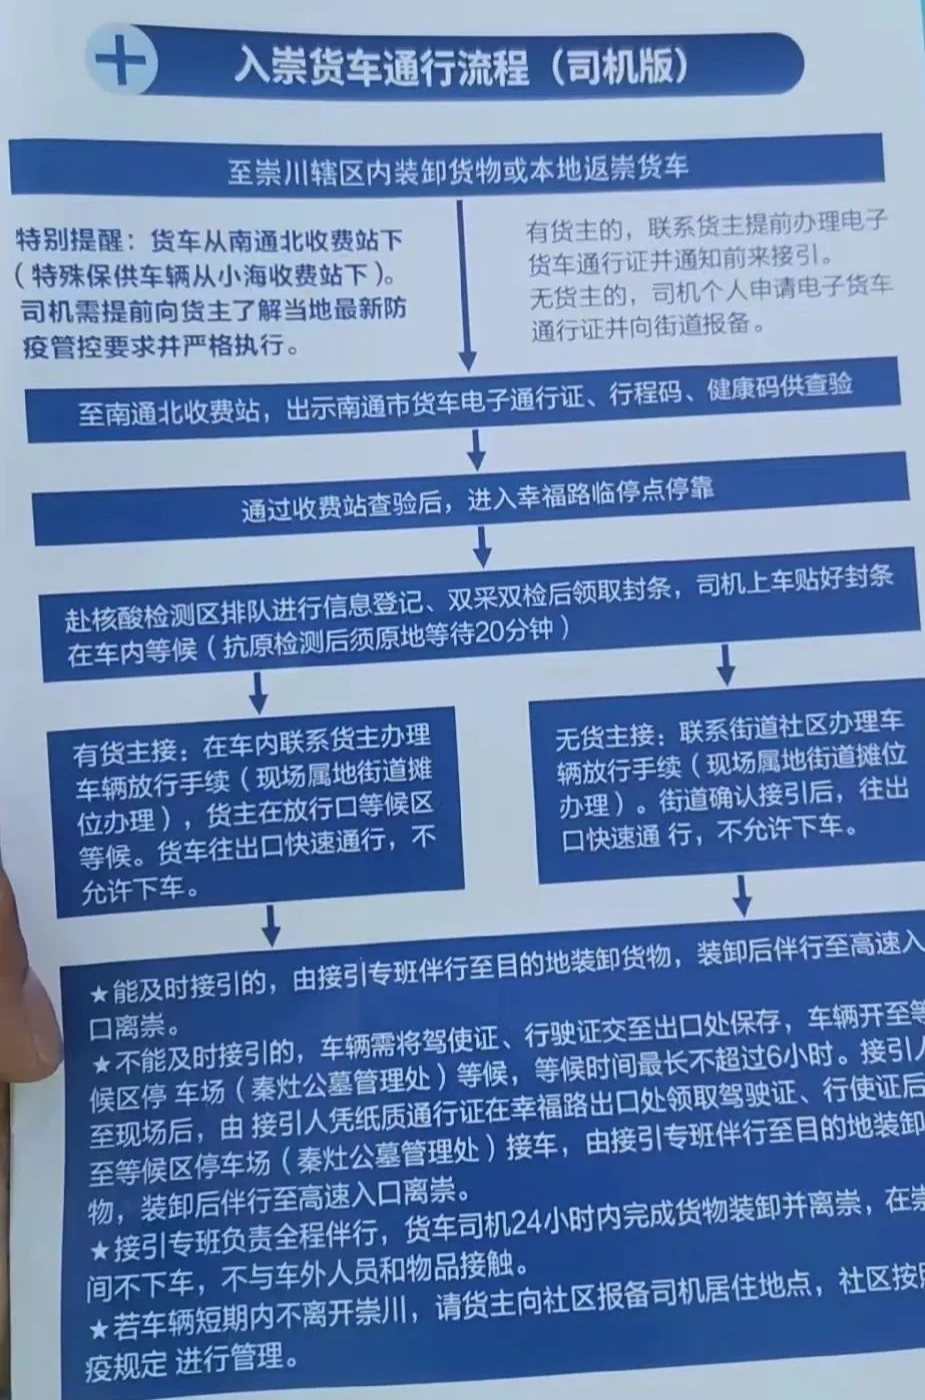 入崇货车通行流程（司机版）
至崇川辖区内装卸货物或本地返崇货车
特别提醒：货车从南通北收费站下
（特殊保供车辆从小海收费站下）。
司机需提前向货主了解当地最新防
疫管控要求并严格执行。
有货主的，联系货主提前办理电子
货车通行证并通知前来接引。
无货主的，司机个人申请电子货车
通行证并向街道报备。
至南通北收费站，出示南通市货车电子通行证、行程码、健康码供查验
通过收费站查验后，进入幸福路临停点停靠
赴核酸检测区排队进行信息登记、双采双检后领取封条，司机上车贴好封条
在车内等候（抗原检测后须原地等待20分钟）
有货主接：在车内联系货主办理
车辆放行手续（现场属地街道摊
位办理），货主在放行口等候区
等候。货车往出口快速通行，不
允许下车。
无货主接：联系街道社区办理车
辆放行手续（现场属地街道摊位
办理）。街道确认接引后，往出
口快速通 行，不允许下车。
★能及时接引的，由接引专班伴行至目的地装卸货物，装卸后伴行至高速入
口离崇。
★不能及时接引的，车辆需将驾使证、行驶证交至出口处保存，车辆开至等
候区停 车场（秦灶公墓管理处）等候，等候时间最长不超过6小时。接引人
至现场后，由 接引人凭纸质通行证在幸福路出口处领取驾驶证、行使证后
至等候区停车场（秦灶公墓管理处）接车，由接引专班伴行至目的地装卸
物，装卸后伴行至高速入口离崇。
★接引专班负责全程伴行，货车司机24小时内完成货物装卸并离崇，在崇
间不下车，不与车外人员和物品接触。
★若车辆短期内不离开崇川，请货主向社区报备司机居住地点，社区按照
疫规定 进行管理。